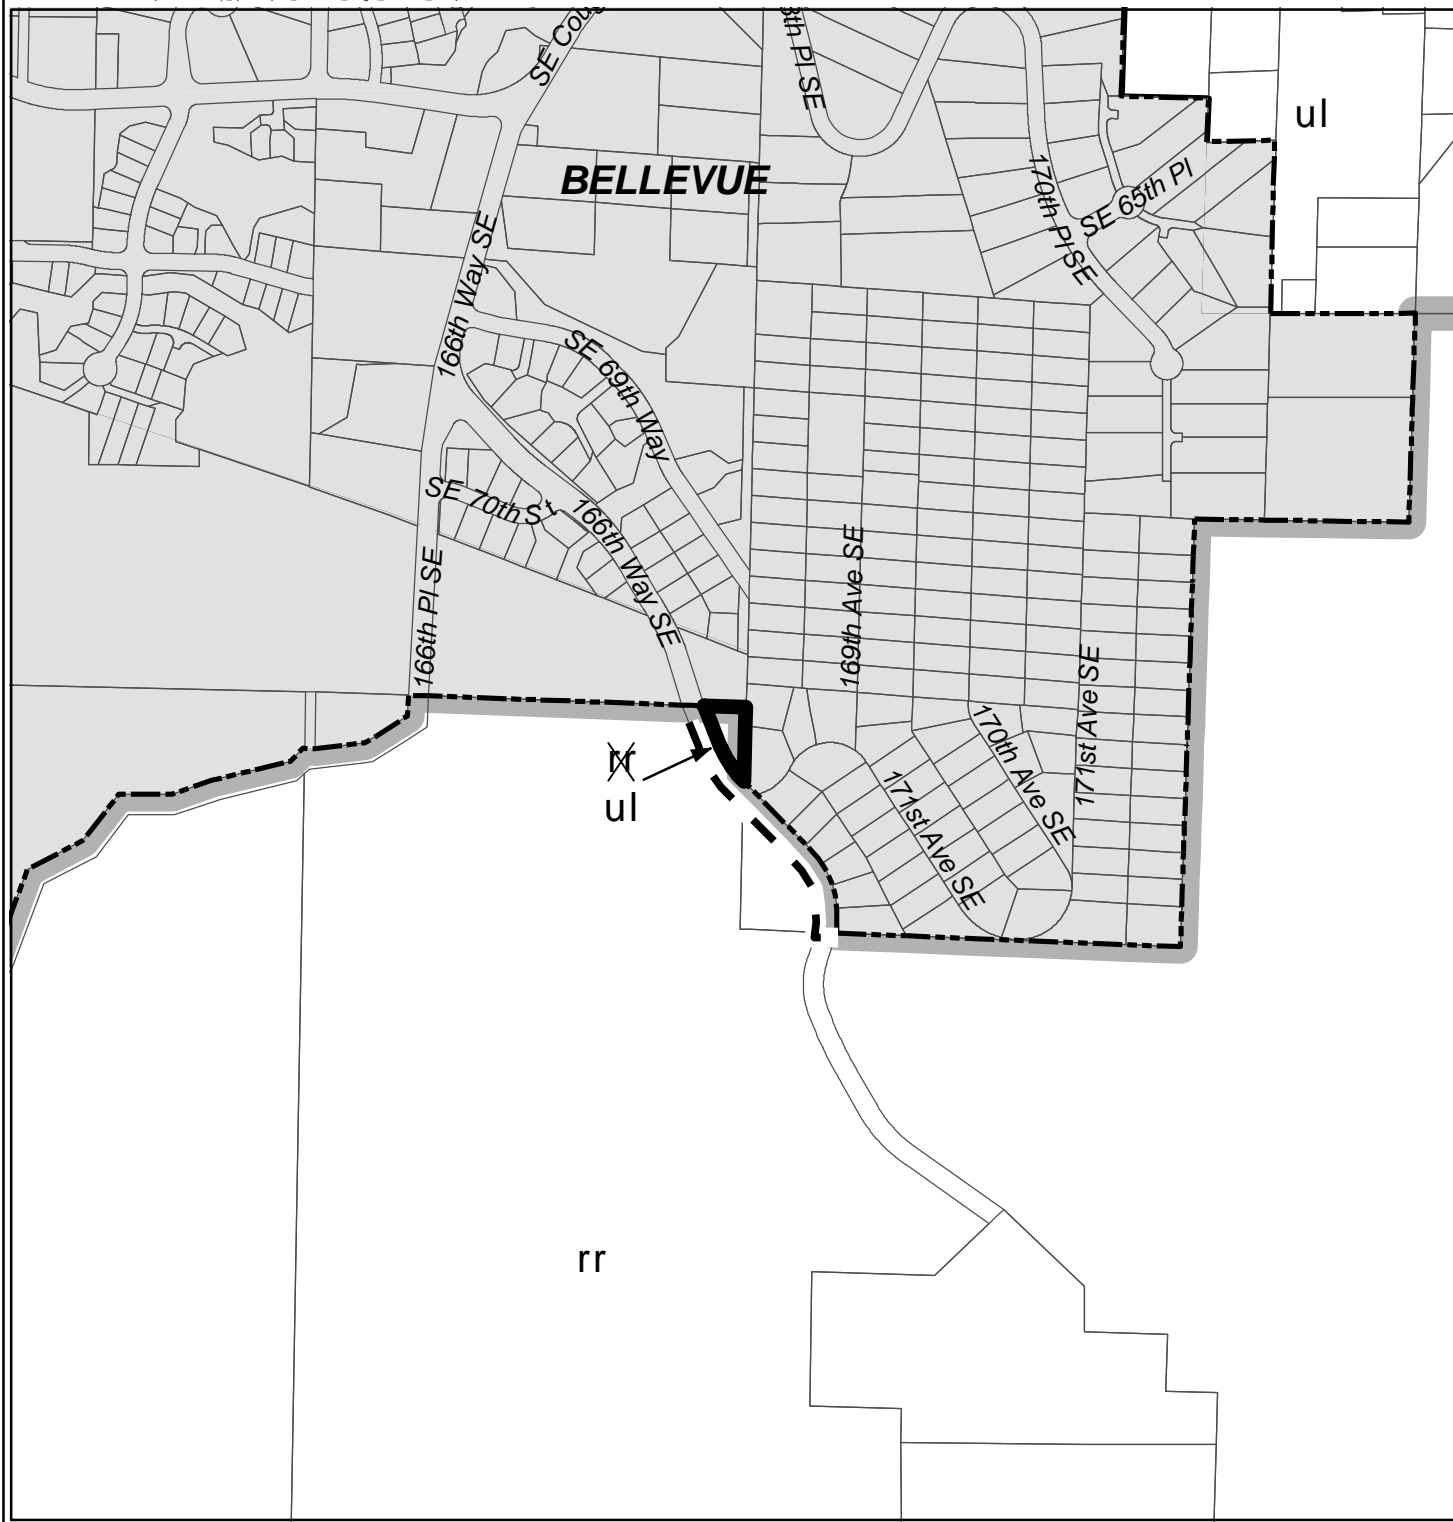 ul
BELLEVUE
170th Pl SE
SE 65th Pl
166th Way SE
SE 69th Way
SE 70th St
166th Way SE
169th Ave SE
166th Pl SE
171st Ave SE
170th Ave SE
171st Ave SE
rr
ul
rr